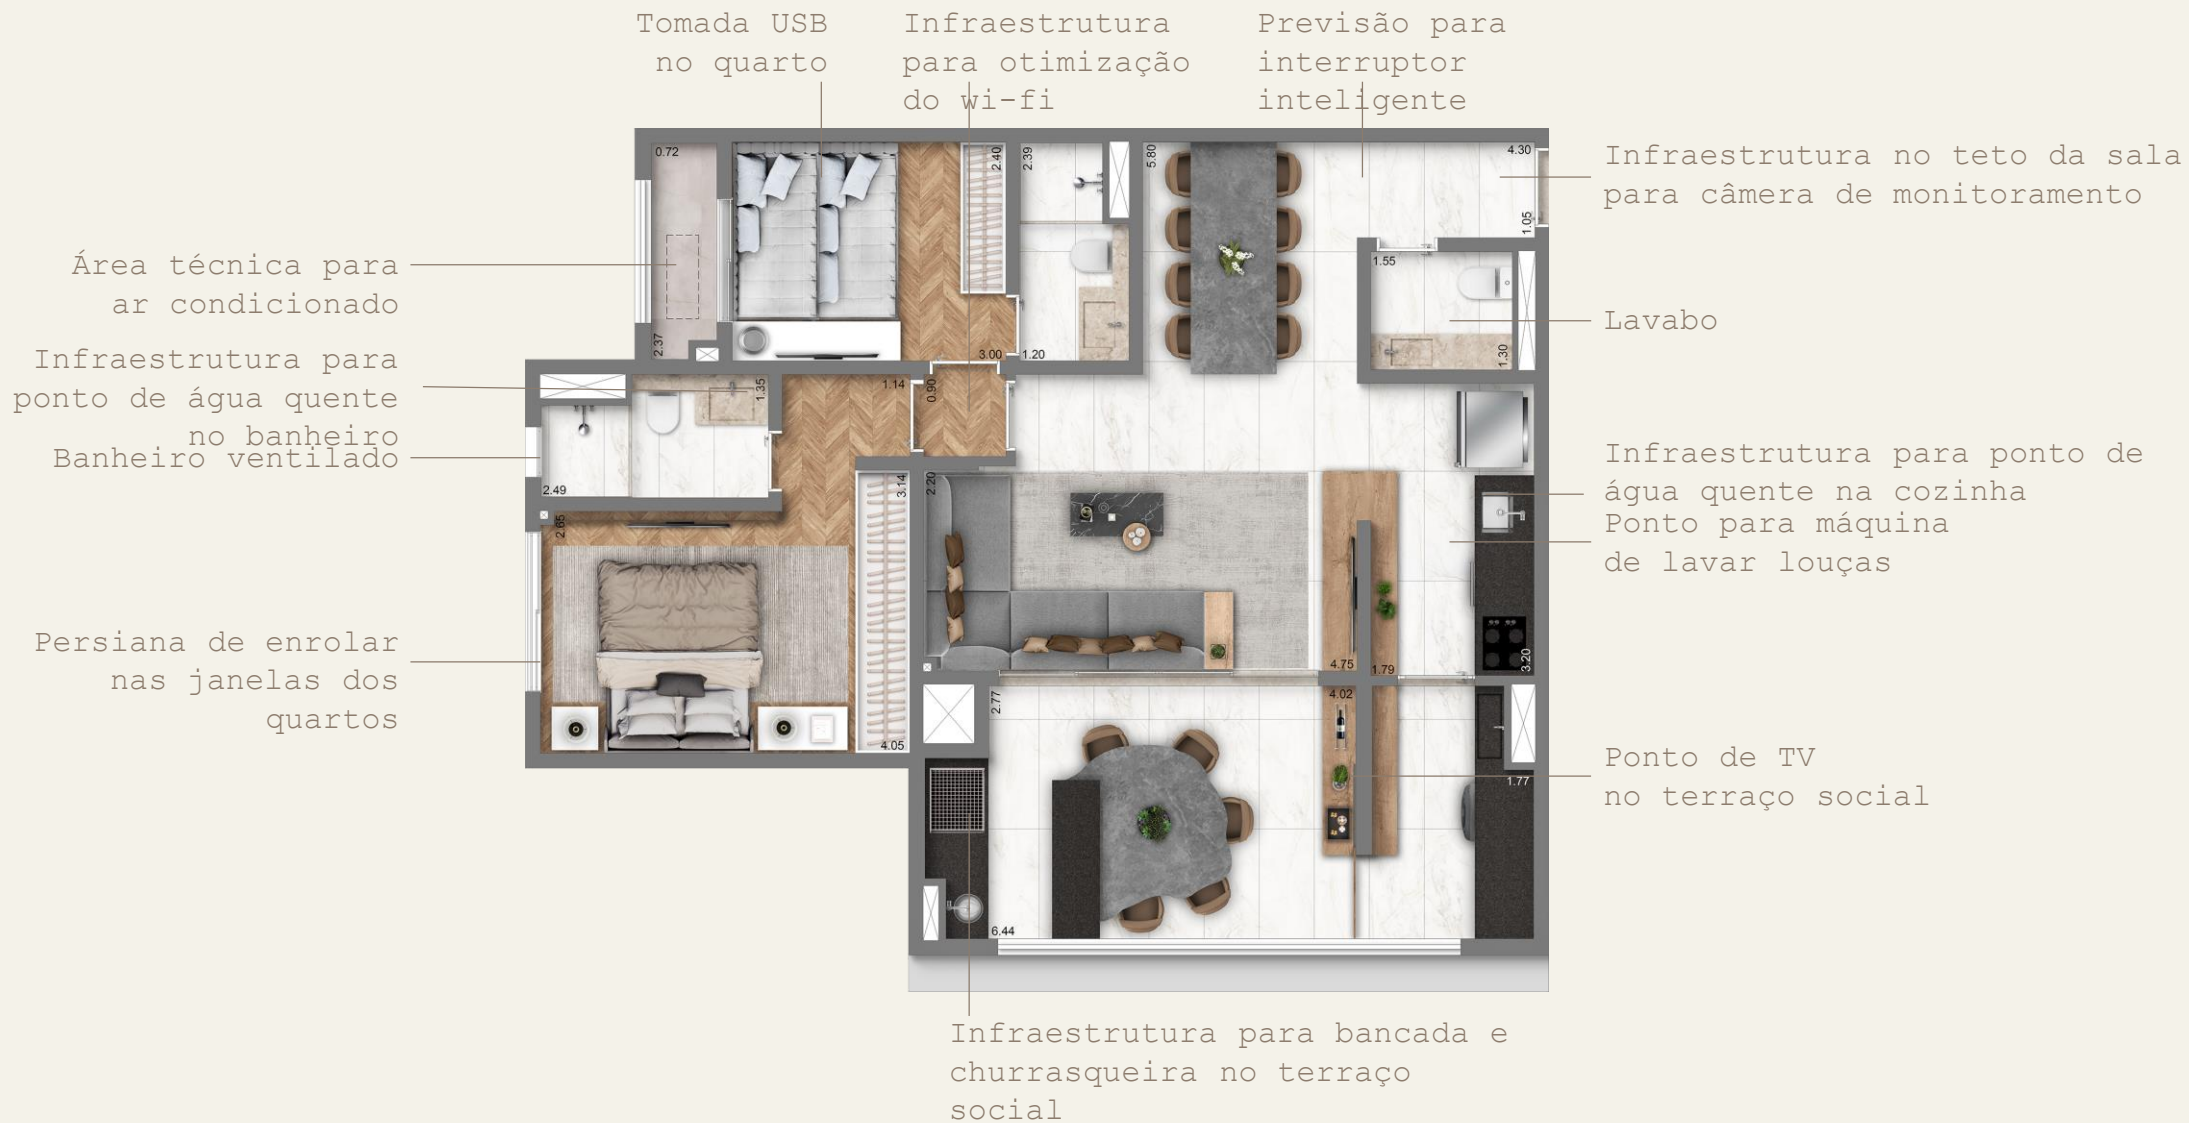 Tomada USB
no quarto
Infraestrutura
para otimização
do wi-fi
Previsão para
interruptor
inteligente
Infraestrutura no teto da sala
para câmera de monitoramento
Área técnica para
ar condicionado
Lavabo
Infraestrutura para
ponto de água quente
no banheiro
Banheiro ventilado
Infraestrutura para ponto de
água quente na cozinha
Ponto para máquina
de lavar louças
Persiana de enrolar
nas janelas dos
quartos
Ponto de TV
no terraço social
Infraestrutura para bancada e
churrasqueira no terraço
social
0.72
2.37
2.40
3.00
2.39
1.20
5.80
4.30
1.05
1.55
1.30
1.35
2.49
1.14
0.90
2.65
3.14
4.05
2.20
4.75
1.79
3.20
2.77
4.02
1.77
6.44